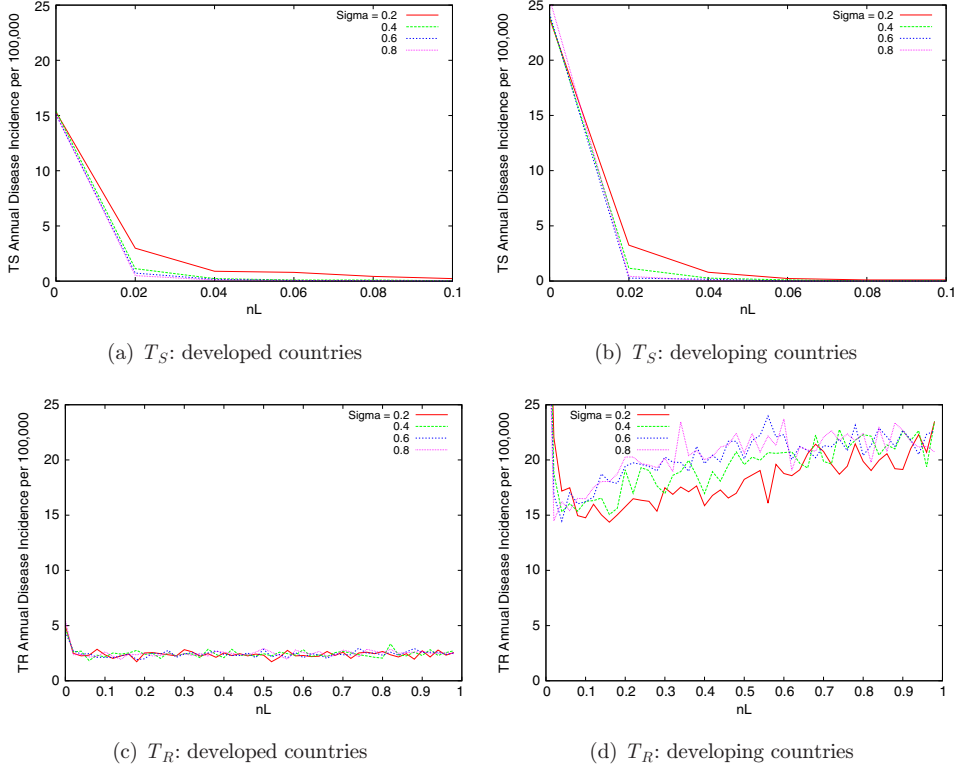 TS Annual Disease Incidence per 100,000
25
20
15
10
5
0
Sigma = 0.2
0.4
0.6
0.8
0 0.02 0.04 0.06 0.08 0.1
nL
(a) T_S: developed countries
TS Annual Disease Incidence per 100,000
25
20
15
10
5
0
Sigma = 0.2
0.4
0.6
0.8
0 0.02 0.04 0.06 0.08 0.1
nL
(b) T_S: developing countries
TR Annual Disease Incidence per 100,000
25
20
15
10
5
0
Sigma = 0.2
0.4
0.6
0.8
0 0.1 0.2 0.3 0.4 0.5 0.6 0.7 0.8 0.9 1
nL
(c) T_R: developed countries
TR Annual Disease Incidence per 100,000
25
20
15
10
5
0
Sigma = 0.2
0.4
0.6
0.8
0 0.1 0.2 0.3 0.4 0.5 0.6 0.7 0.8 0.9 1
nL
(d) T_R: developing countries